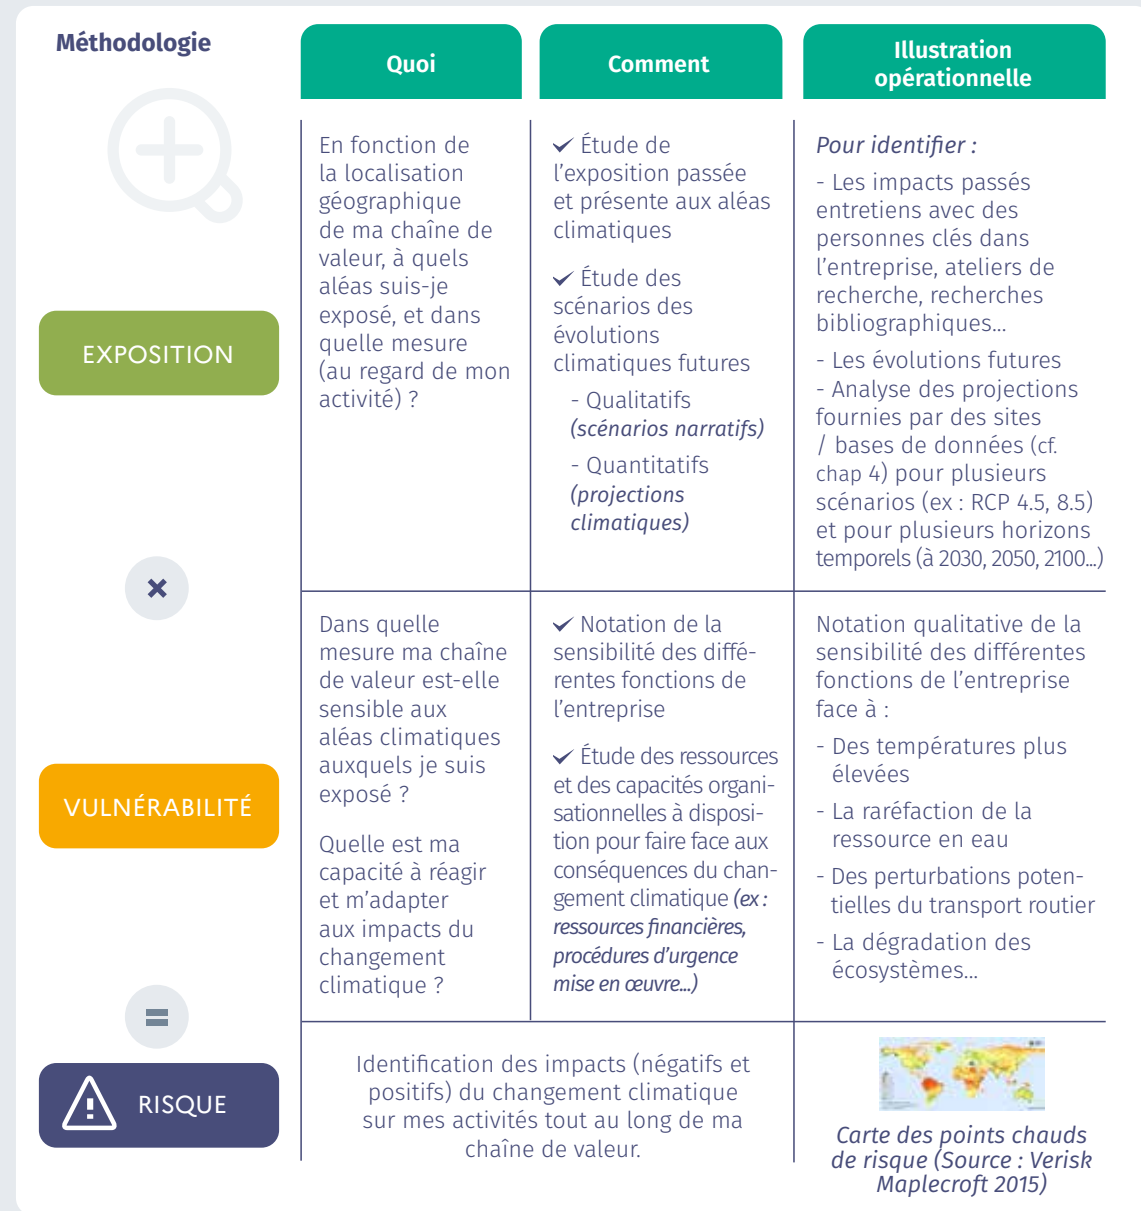 Méthodologie
Quoi
Comment
Illustration
opérationnelle
EXPOSITION
En fonction de
la localisation
géographique
de ma chaîne de
valeur, à quels
aléas suis-je
exposé, et dans
quelle mesure
(au regard de mon
activité) ?
✓ Étude de
l'exposition passée
et présente aux aléas
climatiques
✓ Étude des
scénarios des
évolutions
climatiques futures
- Qualitatifs
(scénarios narratifs)
- Quantitatifs
(projections
climatiques)
Pour identifier :
- Les impacts passés
entretiens avec des
personnes clés dans
l'entreprise, ateliers de
recherche, recherches
bibliographiques...
- Les évolutions futures
- Analyse des projections
fournies par des sites
/ bases de données (cf.
chap 4) pour plusieurs
scénarios (ex : RCP 4.5, 8.5)
et pour plusieurs horizons
temporels (à 2030, 2050, 2100...)
×
VULNÉRABILITÉ
Dans quelle
mesure ma chaîne
de valeur est-elle
sensible aux
aléas climatiques
auxquels je suis
exposé ?
Quelle est ma
capacité à réagir
et m'adapter
aux impacts du
changement
climatique ?
✓ Notation de la
sensibilité des diffé-
rentes fonctions de
l'entreprise
✓ Étude des ressources
et des capacités organi-
sationnelles à disposi-
tion pour faire face aux
conséquences du chan-
gement climatique (ex :
ressources financières,
procédures d'urgence
mise en œuvre...)
Notation qualitative de la
sensibilité des différentes
fonctions de l'entreprise
face à :
- Des températures plus
élevées
- La raréfaction de la
ressource en eau
- Des perturbations poten-
tielles du transport routier
- La dégradation des
écosystèmes...
=
RISQUE
Identification des impacts (négatifs et
positifs) du changement climatique
sur mes activités tout au long de ma
chaîne de valeur.
Carte des points chauds
de risque (Source : Verisk
Maplecroft 2015)